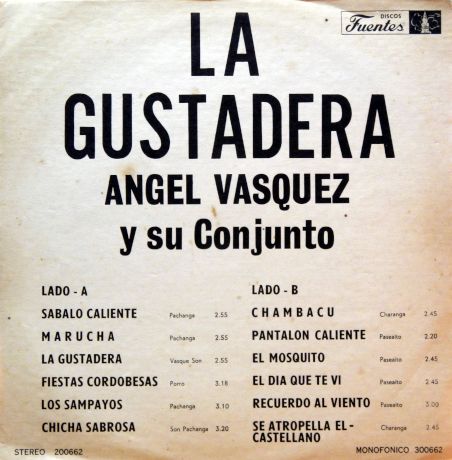 LA
DISCOS
Fuentes
GUSTADERA
ANGEL VASQUEZ
y su Conjunto
LADO - A
SABALO CALIENTE Pachanga 2.55
MARUCHA Pachanga 2.55
LA GUSTADERA Vasque Son 2.55
FIESTAS CORDOBESAS Porro 3.18
LOS SAMPAYOS Pachanga 3.10
CHICHA SABROSA Son Pachanga 3.20
LADO - B
CHAMBACU Charanga 2.45
PANTALON CALIENTE Paseaito 2.20
EL MOSQUITO Paseaito 2.45
EL DIA QUE TE VI Paseaito 2.45
RECUERDO AL VIENTO Paseaito 3.00
SE ATROPELLA EL-
CASTELLANO Charanga 2.45
STEREO 200662
MONOFONICO 300662